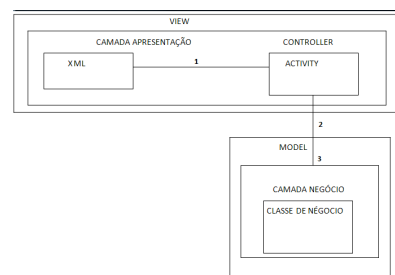 VIEW
CAMADA APRESENTAÇÃO CONTROLLER
XML 1 ACTIVITY
2
MODEL
3
CAMADA NEGÓCIO
CLASSE DE NÉGOCIO